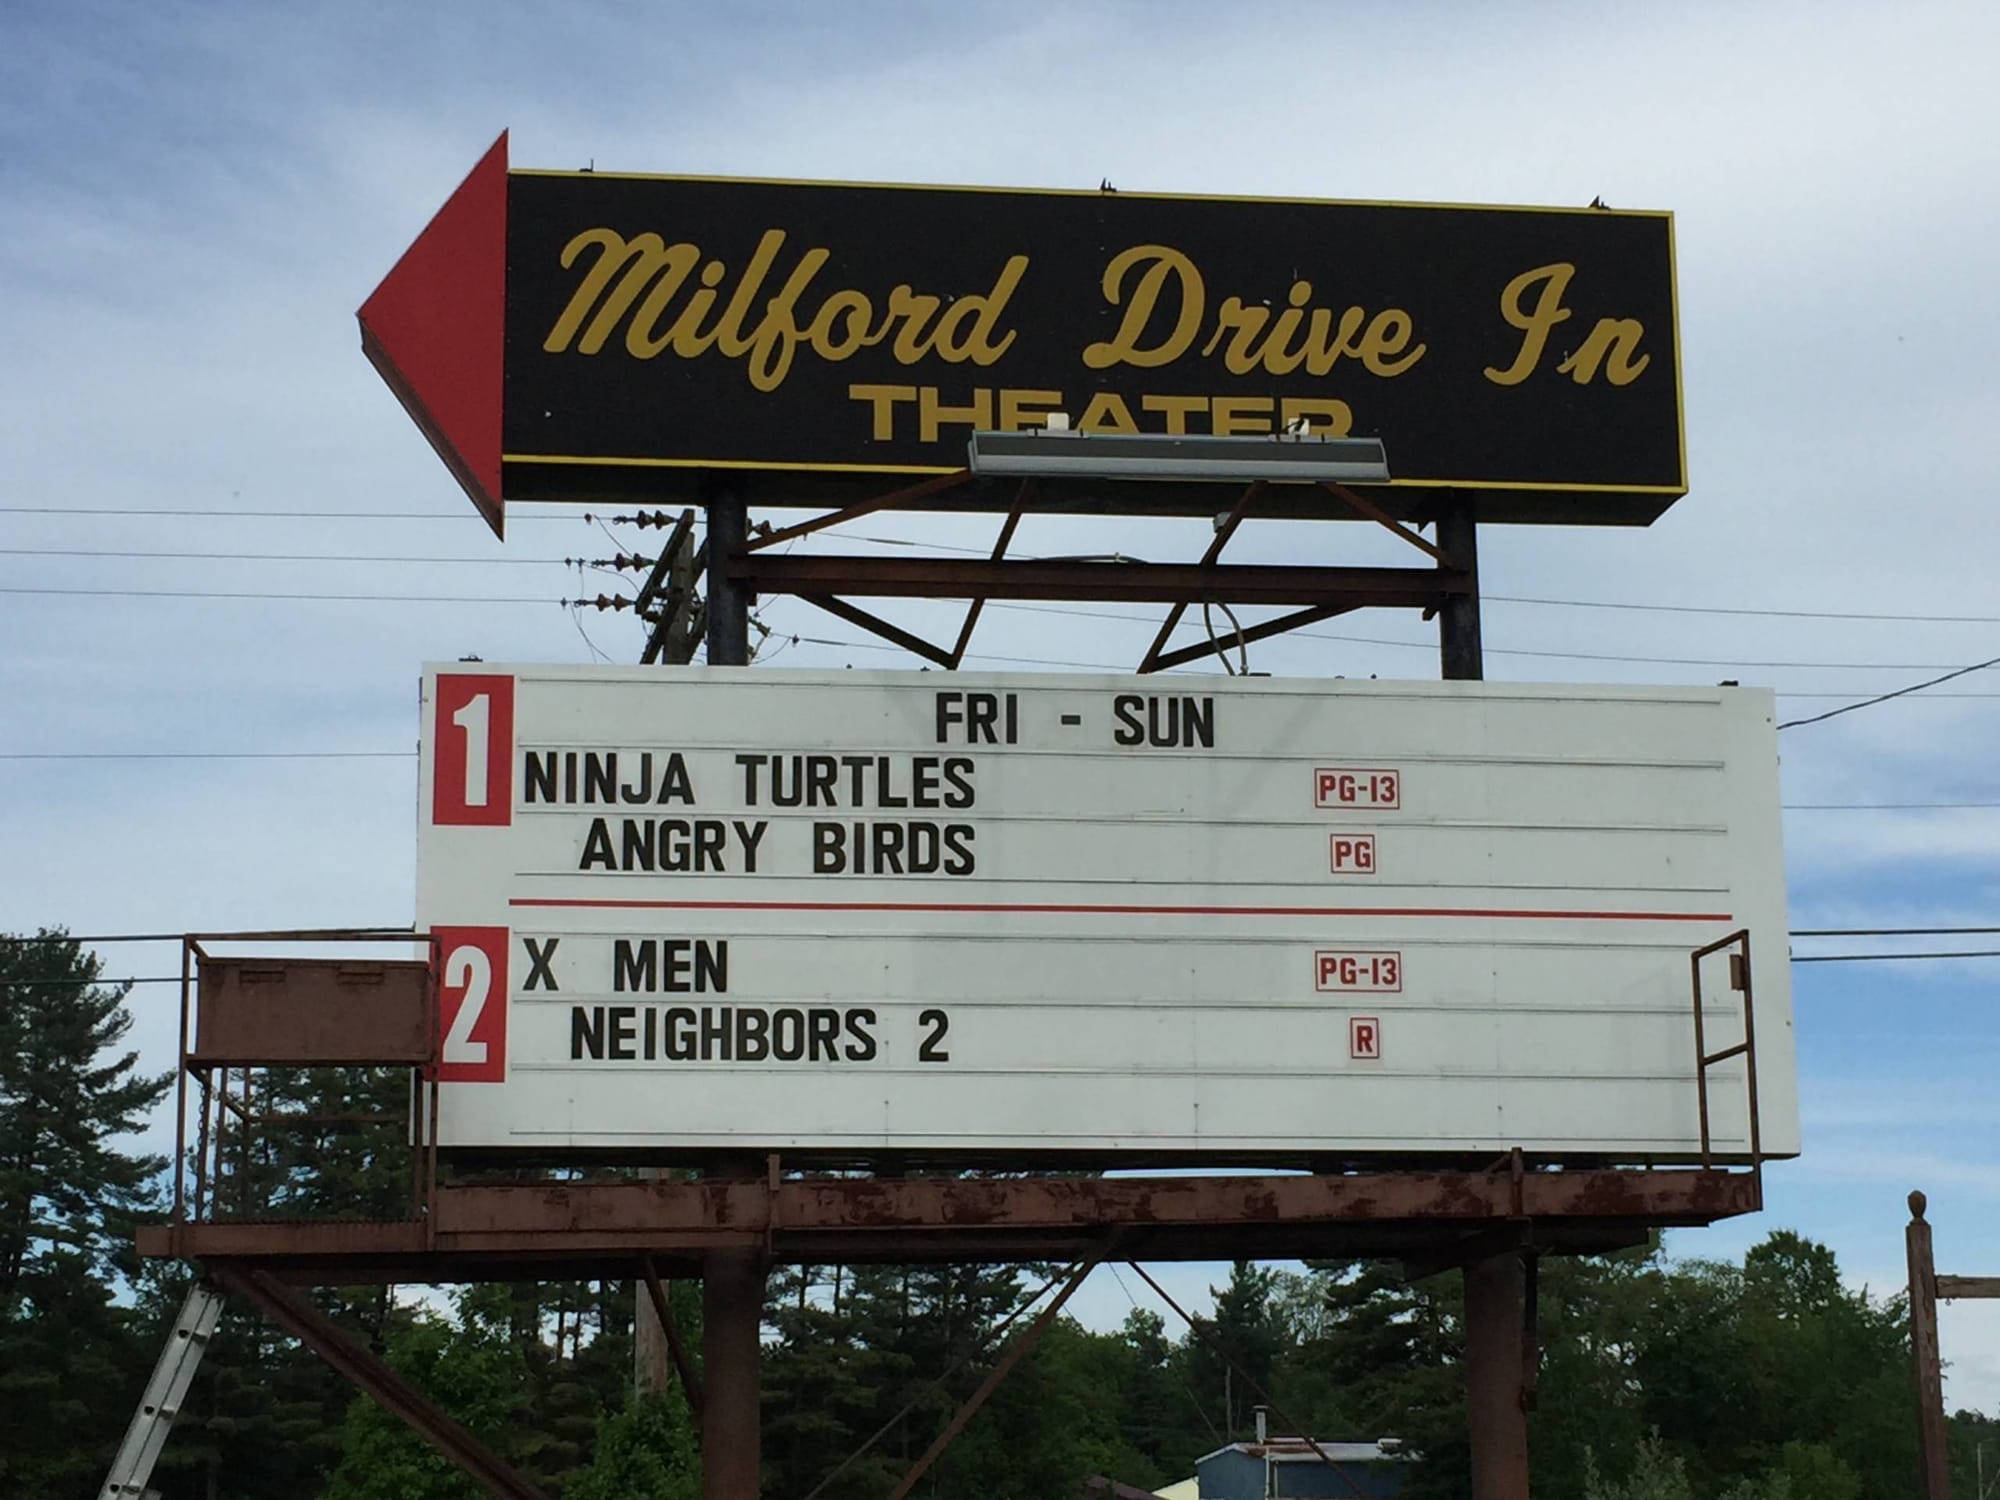 Milford Drive In
THEATER
1
FRI - SUN
NINJA TURTLES PG-13
ANGRY BIRDS PG
2
X MEN PG-13
NEIGHBORS 2 R